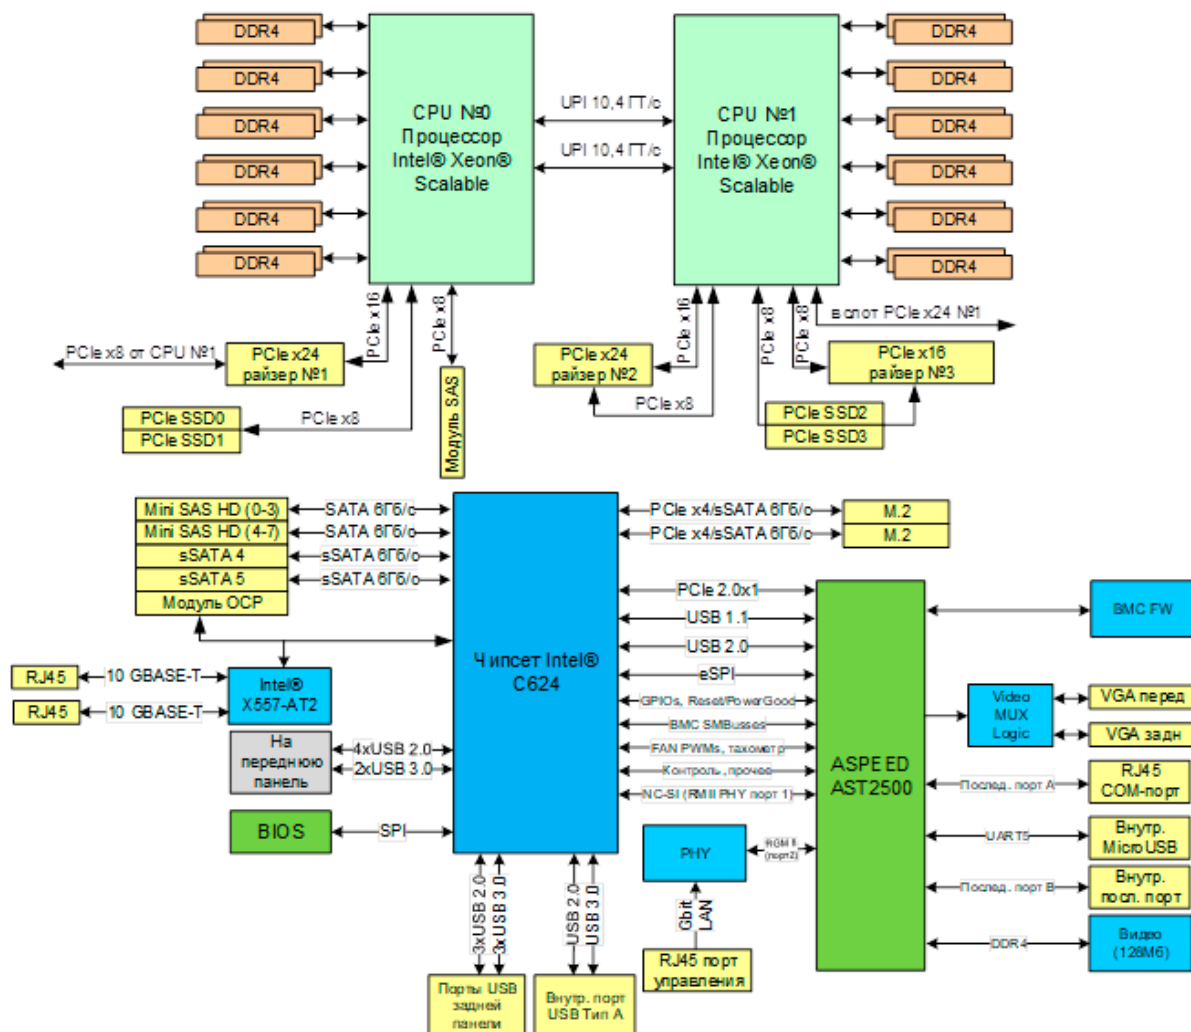 DDR4
DDR4
DDR4
DDR4
DDR4
DDR4
CPU №0
Процессор
Intel® Xeon®
Scalable
UPI 10,4 ГТ/с
UPI 10,4 ГТ/с
CPU №1
Процессор
Intel® Xeon®
Scalable
DDR4
DDR4
DDR4
DDR4
DDR4
DDR4
PCIe x16
PCIe x8
PCIe x16
PCIe x8
PCIe x8
в слот PCIe x24 №1
PCIe x8 от CPU №1
PCIe x24
райзер №1
PCIe x24
райзер №2
PCIe x16
райзер №3
PCIe SSD0
PCIe SSD1
PCIe x8
Модуль SAS
PCIe x8
PCIe SSD2
PCIe SSD3
Mini SAS HD (0-3)
Mini SAS HD (4-7)
sSATA 4
sSATA 5
Модуль OCP
SATA 6Гб/с
SATA 6Гб/с
sSATA 6Гб/с
sSATA 6Гб/с
Чипсет Intel®
C624
PCIe x4/sSATA 6Гб/с
PCIe x4/sSATA 6Гб/с
M.2
M.2
RJ45
RJ45
10 GBASE-T
10 GBASE-T
Intel®
X557-AT2
На
переднюю
панель
4xUSB 2.0
2xUSB 3.0
BIOS
SPI
PCIe 2.0x1
USB 1.1
USB 2.0
eSPI
GPIOs, Reset/PowerGood
BMC SMBusses
FAN PWMs, тахометр
Контроль, прочее
NC-SI (RMII PHY порт 1)
ASPEED
AST2500
BMC FW
Video
MUX
Logic
VGA перед
VGA задн
Послед. порт A
RJ45
COM-порт
UART5
Внутр.
MicroUSB
Послед. порт B
Внутр.
посл. порт
DDR4
Видео
(128Мб)
PHY
RGMII
(порт2)
Gbit
LAN
RJ45 порт
управления
3xUSB 2.0
3xUSB 3.0
USB 2.0
USB 3.0
Порты USB
задней
панели
Внутр. порт
USB Тип A